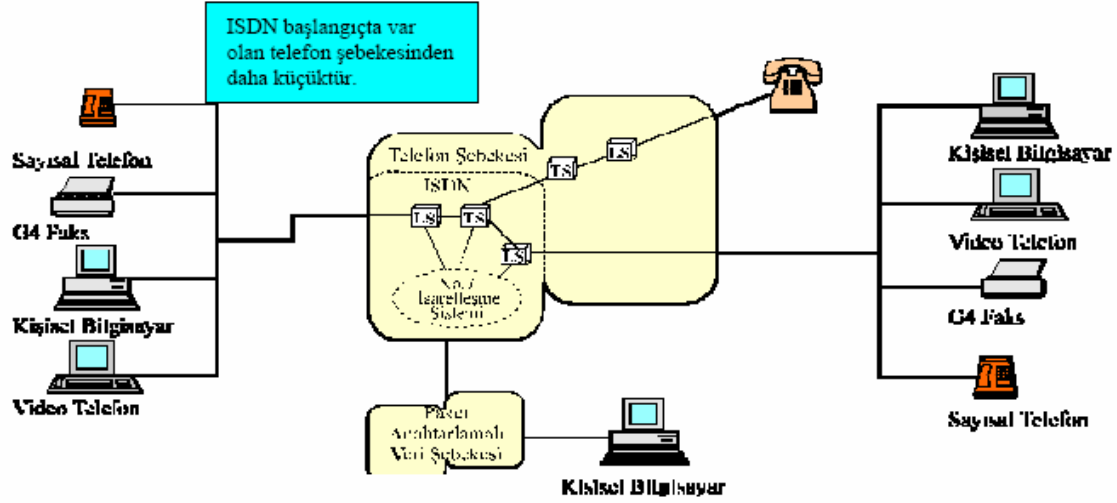 ISDN başlangıçta var
olan telefon şebekesinden
daha küçüktür.
Sayısal Telefon
G4 Faks
Kişisel Bilgisayar
Video Telefon
Telefon Şebekesi
ISDN
LS
TS
LS
TS
LS
No.7
İşaretleşme
Sistemi
Paket
Anahtarlamalı
Veri Şebekesi
Kişisel Bilgisayar
Kişisel Bilgisayar
Video Telefon
G4 Faks
Sayısal Telefon